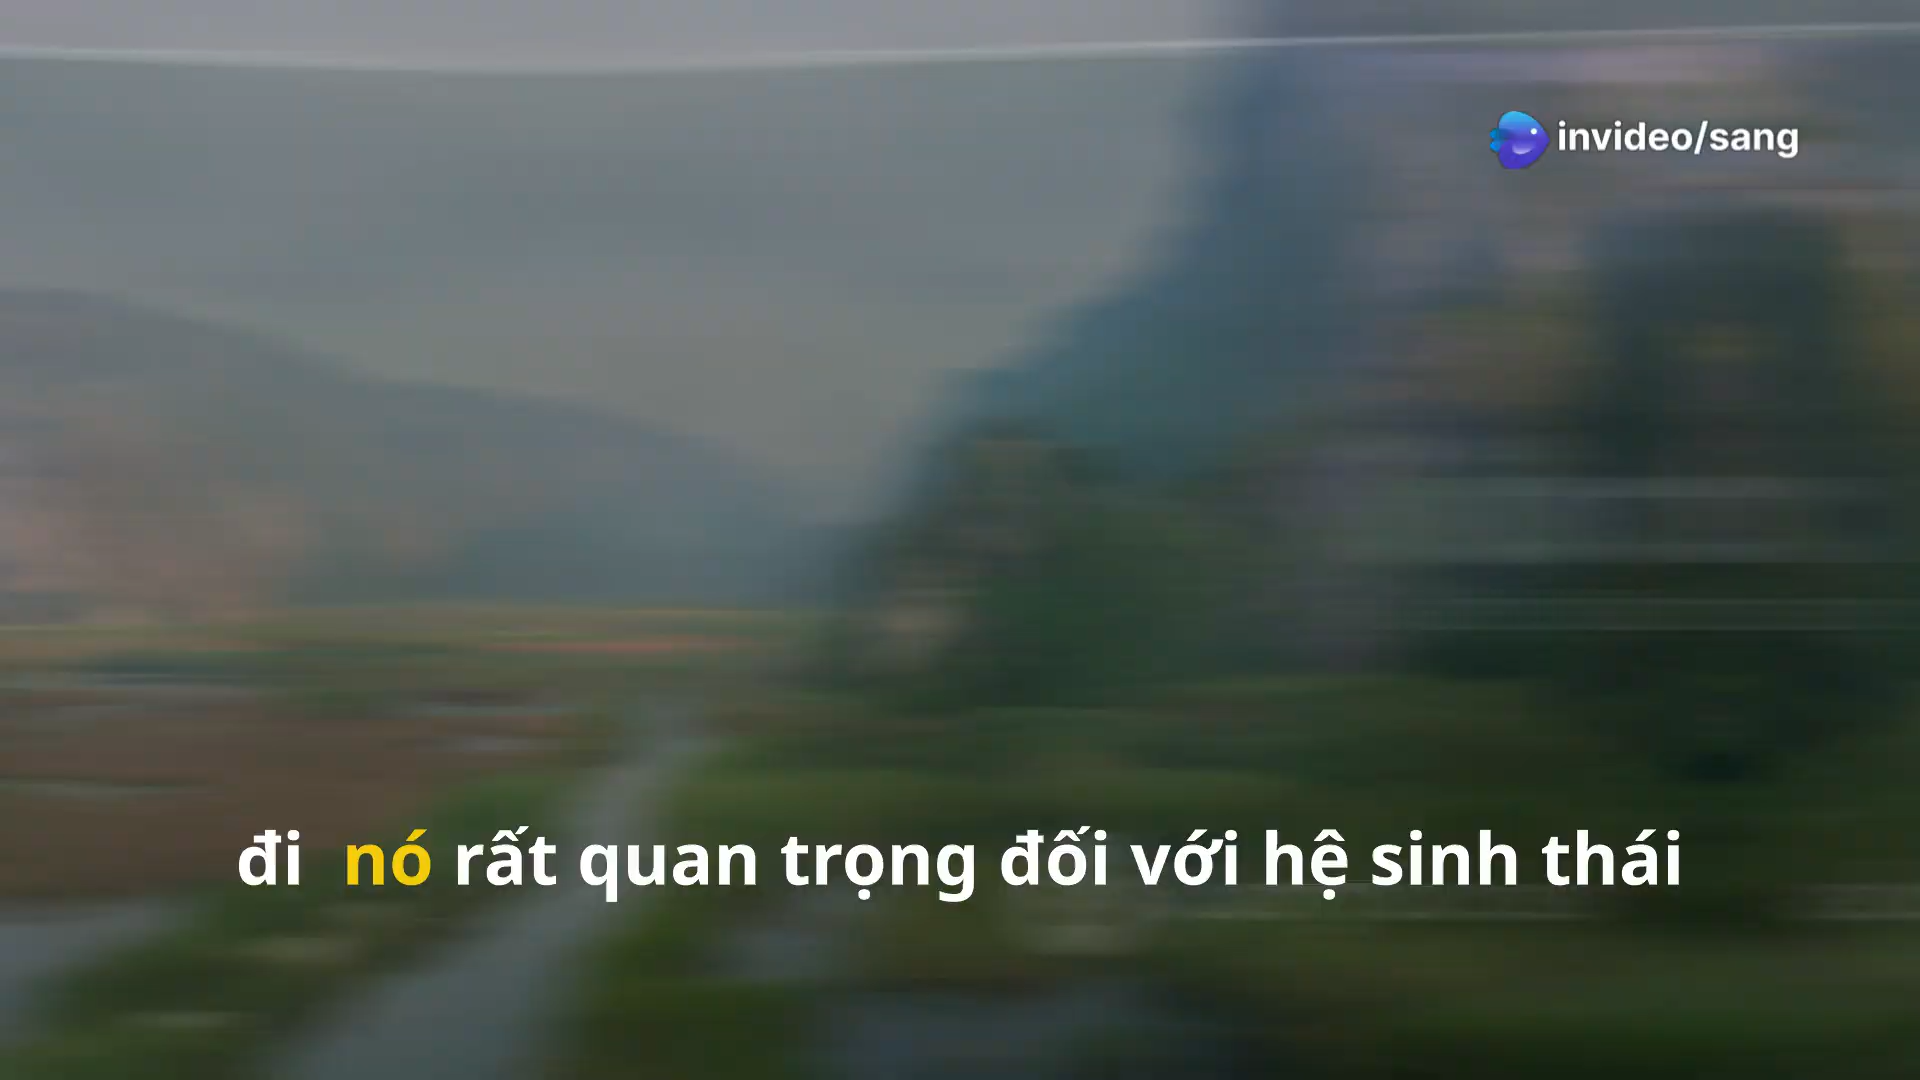 invideo/sang
đi nó rất quan trọng đối với hệ sinh thái